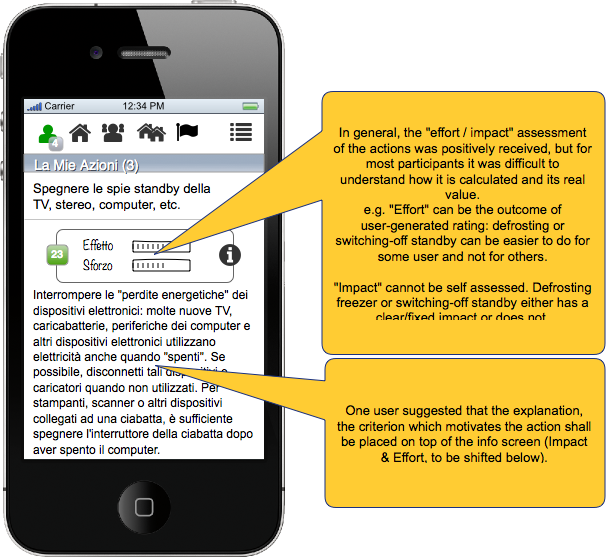 Carrier 12:34 PM
4
La Mie Azioni (3)
Spegnere le spie standby della
TV, stereo, computer, etc.
23
Effetto
Sforzo
i
Interrompere le "perdite energetiche" dei
dispositivi elettronici: molte nuove TV,
caricabatterie, periferiche dei computer e
altri dispositivi elettronici utilizzano
elettricità anche quando "spenti". Se
possibile, disconnetti tali dispositivi o
caricatori quando non utilizzati. Per
stampanti, scanner o altri dispositivi
collegati ad una ciabatta, è sufficiente
spegnere l'interruttore della ciabatta dopo
aver spento il computer.
In general, the "effort / impact" assessment
of the actions was positively received, but for
most participants it was difficult to
understand how it is calculated and its real
value.
e.g. "Effort" can be the outcome of
user-generated rating: defrosting or
switching-off standby can be easier to do for
some user and not for others.
"Impact" cannot be self assessed. Defrosting
freezer or switching-off standby either has a
clear/fixed impact or does not
One user suggested that the explanation,
the criterion which motivates the action shall
be placed on top of the info screen (Impact
& Effort, to be shifted below).